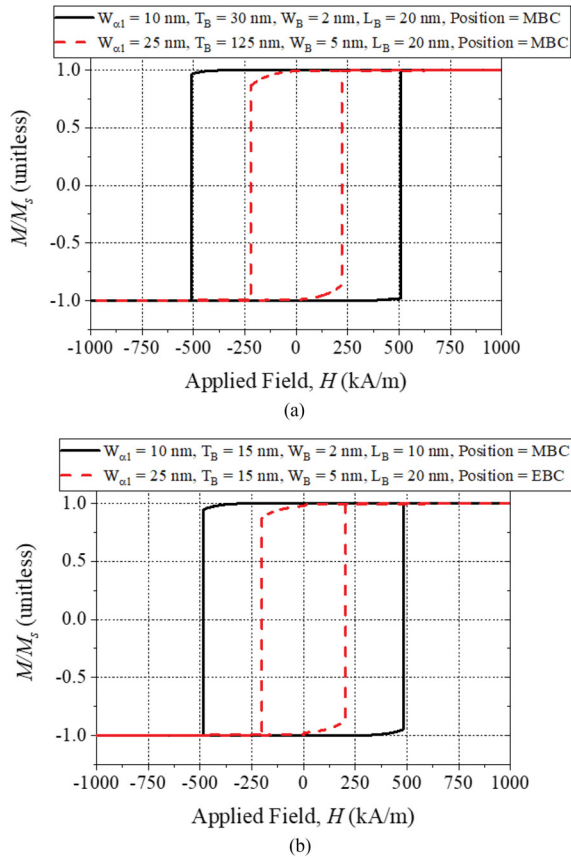 W_α1 = 10 nm, T_B = 30 nm, W_B = 2 nm, L_B = 20 nm, Position = MBC
W_α1 = 25 nm, T_B = 125 nm, W_B = 5 nm, L_B = 20 nm, Position = MBC
1.0
0.5
0.0
-0.5
-1.0
M/M_s (unitless)
-1000 -750 -500 -250 0 250 500 750 1000
Applied Field, H (kA/m)
(a)
W_α1 = 10 nm, T_B = 15 nm, W_B = 2 nm, L_B = 10 nm, Position = MBC
W_α1 = 25 nm, T_B = 15 nm, W_B = 5 nm, L_B = 20 nm, Position = EBC
1.0
0.5
0.0
-0.5
-1.0
M/M_s (unitless)
-1000 -750 -500 -250 0 250 500 750 1000
Applied Field, H (kA/m)
(b)